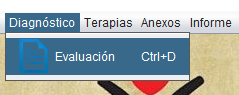 Diagnóstico Terapias Anexos Informe
Evaluación Ctrl+D